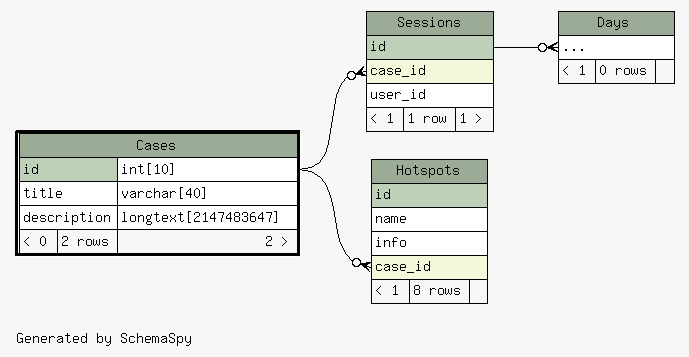 Sessions
id
case_id
user_id
< 1 1 row 1 >
Days
...
< 1 0 rows
Cases
id int[10]
title varchar[40]
description longtext[2147483647]
< 0 2 rows 2 >
Hotspots
id
name
info
case_id
< 1 8 rows
Generated by SchemaSpy